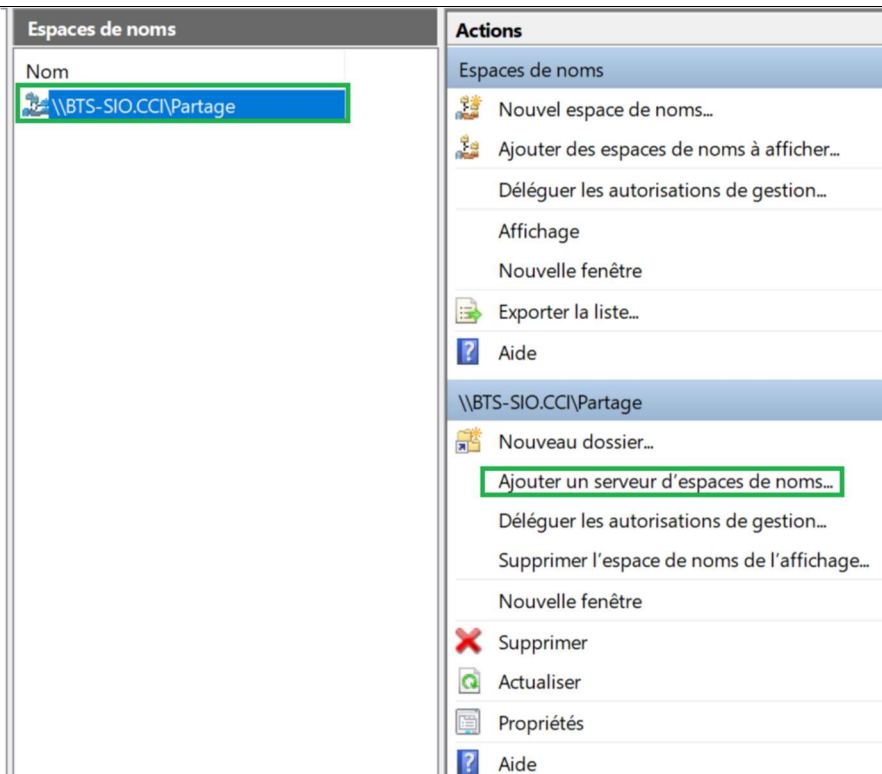 Espaces de noms
Nom
\\BTS-SIO.CCI\Partage
Actions
Espaces de noms
Nouvel espace de noms...
Ajouter des espaces de noms à afficher...
Déléguer les autorisations de gestion...
Affichage
Nouvelle fenêtre
Exporter la liste...
Aide
\\BTS-SIO.CCI\Partage
Nouveau dossier...
Ajouter un serveur d’espaces de noms...
Déléguer les autorisations de gestion...
Supprimer l’espace de noms de l’affichage...
Nouvelle fenêtre
Supprimer
Actualiser
Propriétés
Aide